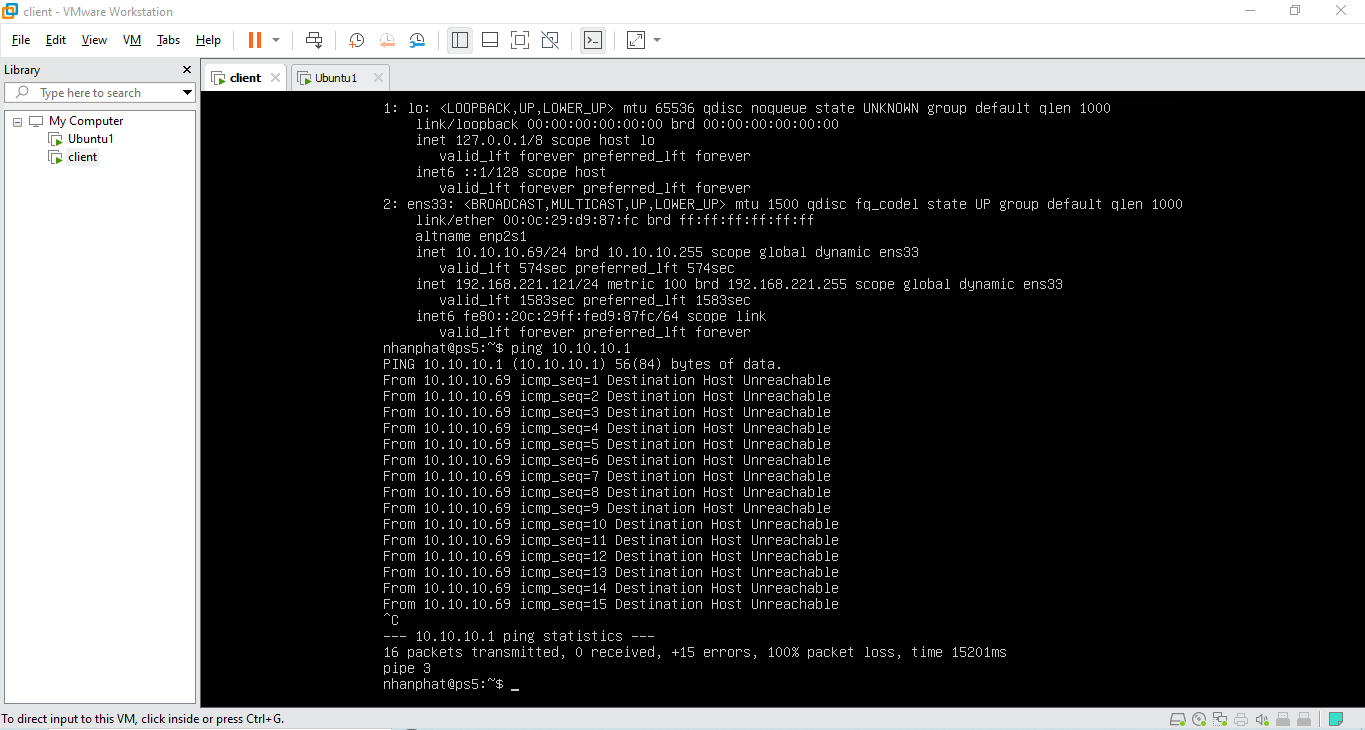 client - VMware Workstation
File Edit View VM Tabs Help
Library
Type here to search
My Computer
Ubuntu1
client
client Ubuntu1
1: lo: <LOOPBACK,UP,LOWER_UP> mtu 65536 qdisc noqueue state UNKNOWN group default qlen 1000
link/loopback 00:00:00:00:00:00 brd 00:00:00:00:00:00
inet 127.0.0.1/8 scope host lo
valid_lft forever preferred_lft forever
inet6 ::1/128 scope host
valid_lft forever preferred_lft forever
2: ens33: <BROADCAST,MULTICAST,UP,LOWER_UP> mtu 1500 qdisc fq_codel state UP group default qlen 1000
link/ether 00:0c:29:d9:87:fc brd ff:ff:ff:ff:ff:ff
altname enp2s1
inet 10.10.10.69/24 brd 10.10.10.255 scope global dynamic ens33
valid_lft 574sec preferred_lft 574sec
inet 192.168.221.121/24 metric 100 brd 192.168.221.255 scope global dynamic ens33
valid_lft 1583sec preferred_lft 1583sec
inet6 fe80::20c:29ff:fed9:87fc/64 scope link
valid_lft forever preferred_lft forever
nhanphat@ps5:~$ ping 10.10.10.1
PING 10.10.10.1 (10.10.10.1) 56(84) bytes of data.
From 10.10.10.69 icmp_seq=1 Destination Host Unreachable
From 10.10.10.69 icmp_seq=2 Destination Host Unreachable
From 10.10.10.69 icmp_seq=3 Destination Host Unreachable
From 10.10.10.69 icmp_seq=4 Destination Host Unreachable
From 10.10.10.69 icmp_seq=5 Destination Host Unreachable
From 10.10.10.69 icmp_seq=6 Destination Host Unreachable
From 10.10.10.69 icmp_seq=7 Destination Host Unreachable
From 10.10.10.69 icmp_seq=8 Destination Host Unreachable
From 10.10.10.69 icmp_seq=9 Destination Host Unreachable
From 10.10.10.69 icmp_seq=10 Destination Host Unreachable
From 10.10.10.69 icmp_seq=11 Destination Host Unreachable
From 10.10.10.69 icmp_seq=12 Destination Host Unreachable
From 10.10.10.69 icmp_seq=13 Destination Host Unreachable
From 10.10.10.69 icmp_seq=14 Destination Host Unreachable
From 10.10.10.69 icmp_seq=15 Destination Host Unreachable
^C
--- 10.10.10.1 ping statistics ---
16 packets transmitted, 0 received, +15 errors, 100% packet loss, time 15201ms
pipe 3
nhanphat@ps5:~$ _
To direct input to this VM, click inside or press Ctrl+G.